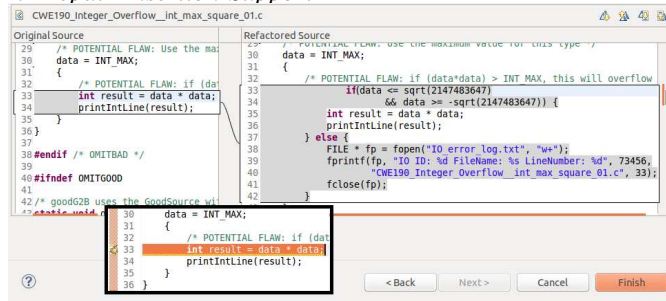 CWE190_Integer_Overflow__int_max_square_01.c
Original Source
Refactored Source
29 /* POTENTIAL FLAW: Use the max
30 data = INT_MAX;
31 {
32 /* POTENTIAL FLAW: if (dat
33 int result = data * data;
34 printIntLine(result);
35 }
36 }
37
38 #endif /* OMITBAD */
39
40 #ifndef OMITGOOD
41
42 /* goodG2B uses the GoodSource wi
29 /* POTENTIAL FLAW: Use the maximum value for this type */
30 data = INT_MAX;
31 {
32 /* POTENTIAL FLAW: if (data*data) > INT_MAX, this will overflow
33 if(data <= sqrt(2147483647)
34 && data >= -sqrt(2147483647)) {
35 int result = data * data;
36 printIntLine(result);
37 } else {
38 FILE * fp = fopen("IO_error_log.txt", "w+");
39 fprintf(fp, "IO ID: %d FileName: %s LineNumber: %d", 73456,
40 "CWE190_Integer_Overflow__int_max_square_01.c", 33);
41 fclose(fp);
42 }
30 data = INT_MAX;
31 {
32 /* POTENTIAL FLAW: if (dat
33 int result = data * data;
34 printIntLine(result);
35 }
36 }
?
< Back
Next >
Cancel
Finish